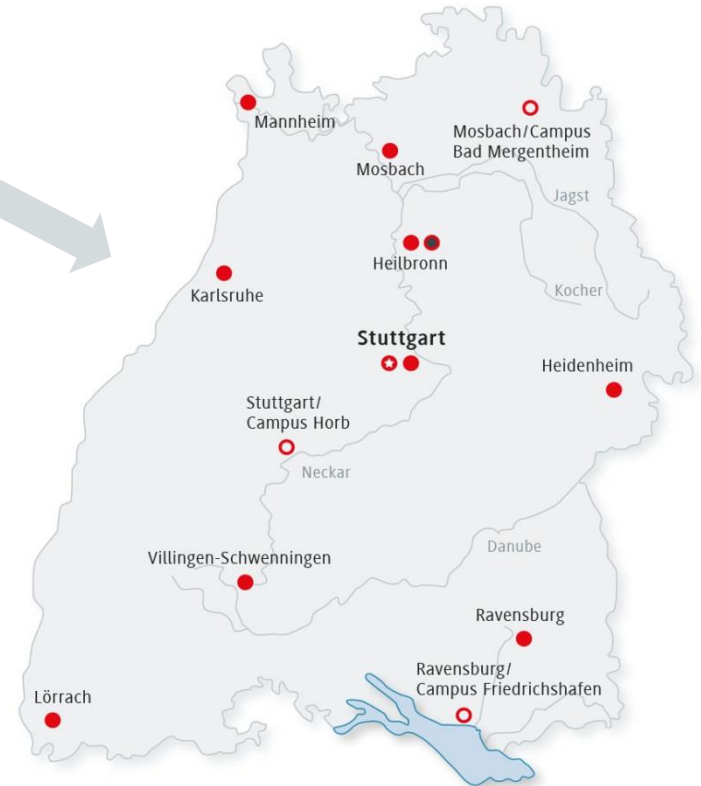 Mannheim
Mosbach/Campus
Bad Mergentheim
Mosbach
Jagst
Heilbronn
Kocher
Karlsruhe
Stuttgart
Heidenheim
Stuttgart/
Campus Horb
Neckar
Danube
Villingen-Schwenningen
Ravensburg
Ravensburg/
Campus Friedrichshafen
Lörrach